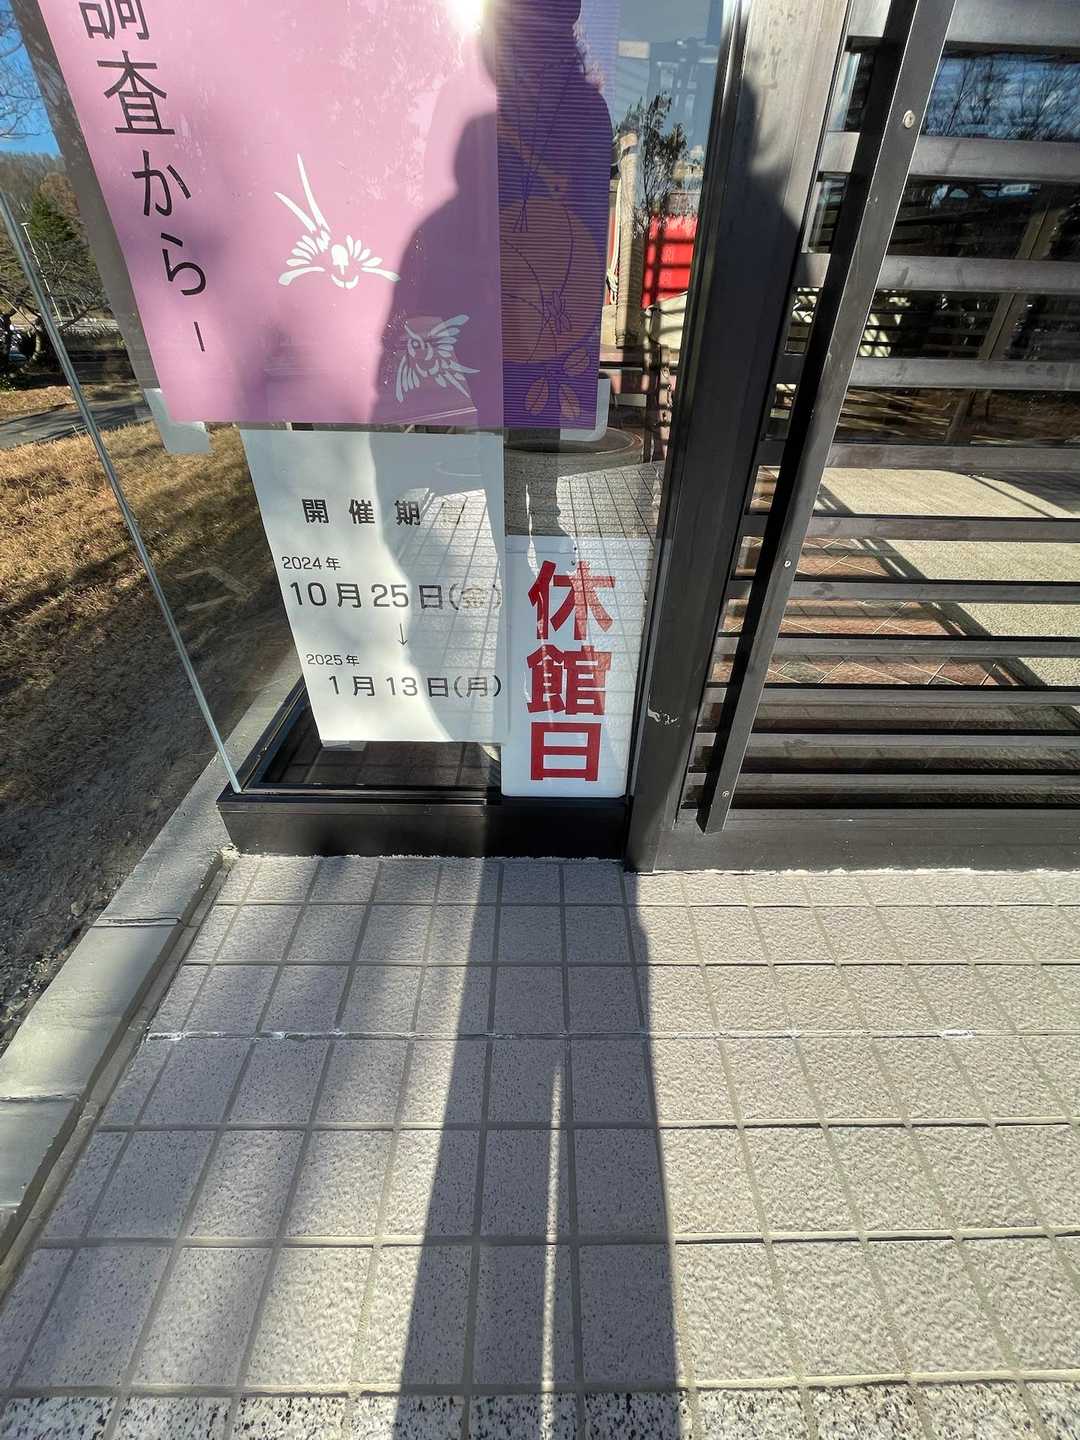 調査から－
開催期
2024年
10月25日(金)
↓
2025年
1月13日(月)
休館日